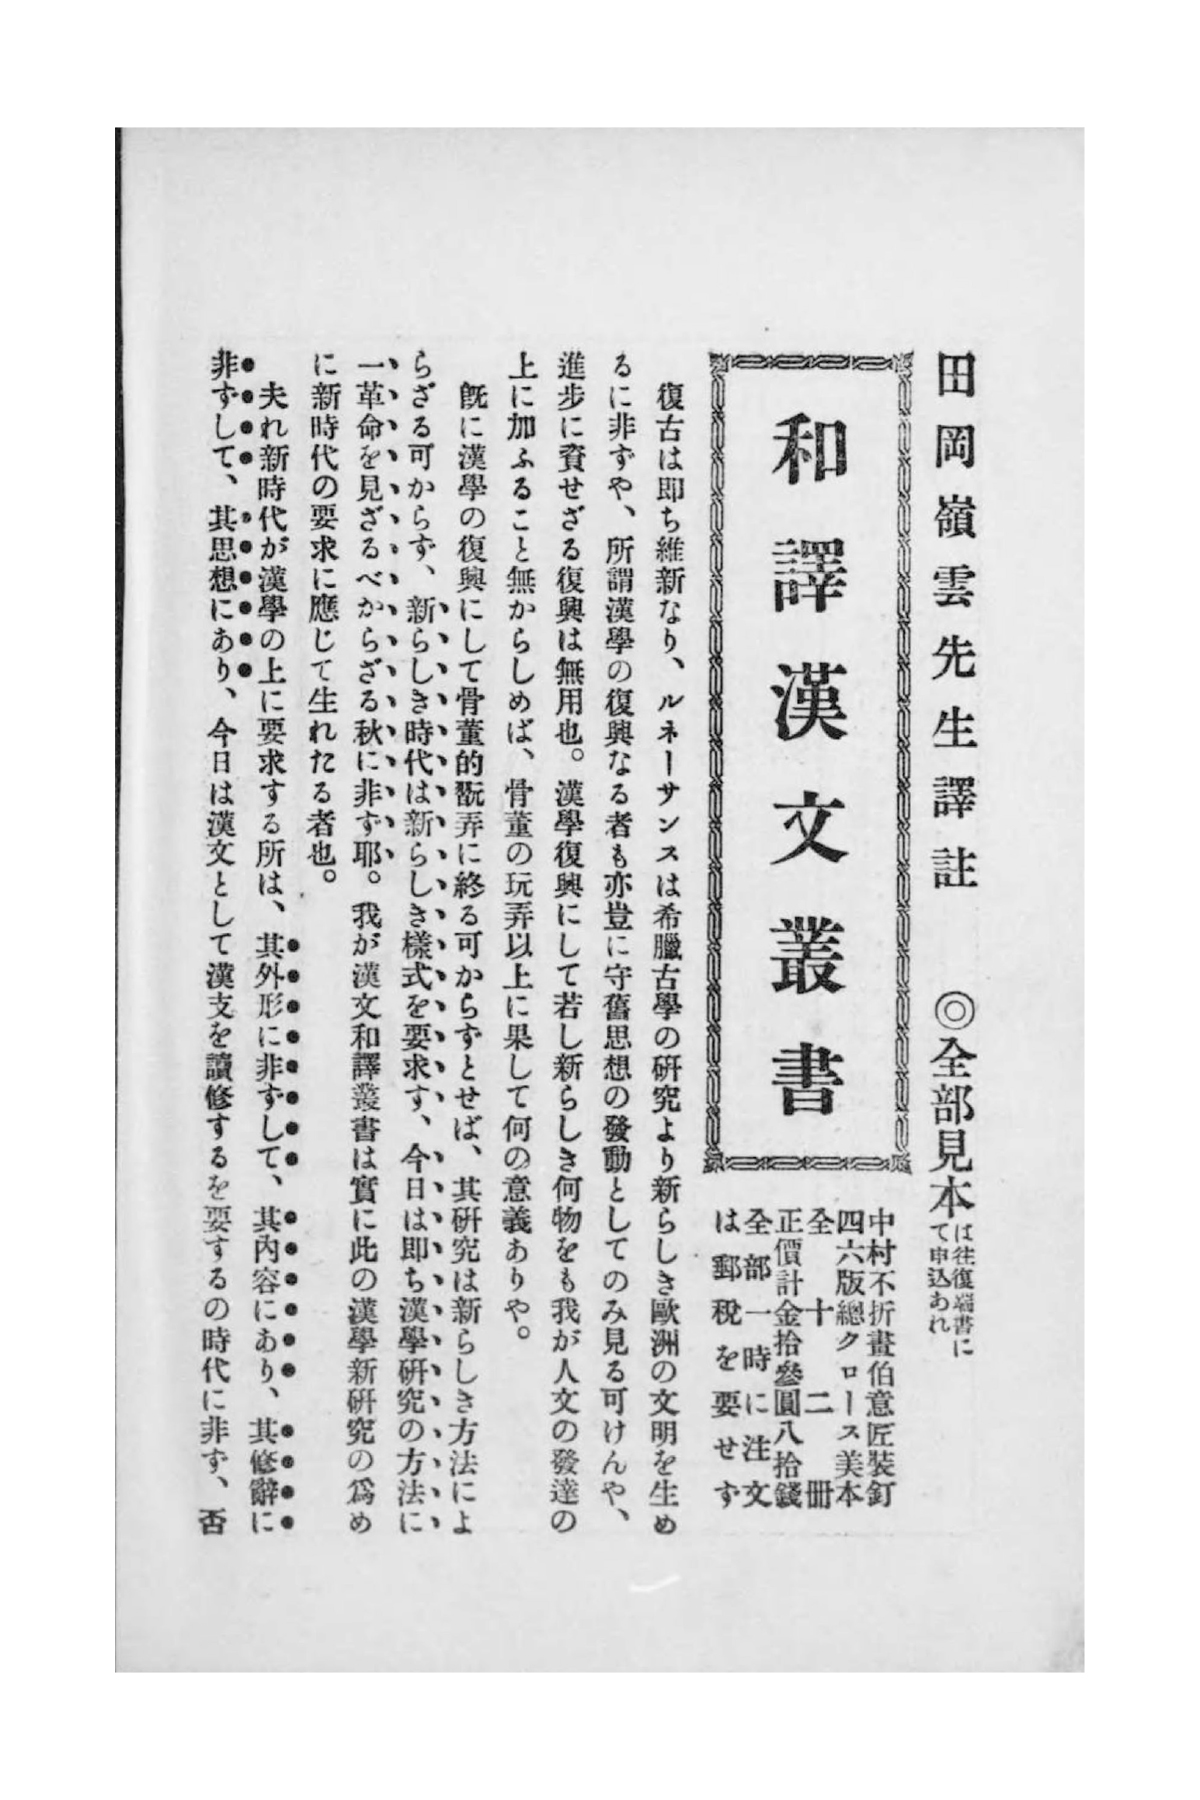 田岡嶺雲先生譯註
◎全部見本は往復端書にて申込あれ
和譯漢文叢書
中村不折畫伯意匠裝釘
四六版總クロース美本
全十二冊
正價計金拾參圓八拾錢
全部一時に注文
は郵稅を要せず
復古は即ち維新なり、ルネーサンスは希臘古學の硏究より新らしき歐洲の文明を生め
るに非ずや、所謂漢學の復興なる者も亦豈に守舊思想の發動としてのみ見る可けんや、
進步に資せざる復興は無用也。漢學復興にして若し新らしき何物をも我が人文の發達の
上に加ふること無からしめば、骨董の玩弄以上に果して何の意義ありや。
旣に漢學の復興にして骨董的翫弄に終る可からずとせば、其硏究は新らしき方法によ
らざる可からず、新らしき時代は新らしき樣式を要求す、今日は即ち漢學硏究の方法に
一革命を見ざるべからざる秋に非ず耶。我が漢文和譯叢書は實に此の漢學新硏究の爲め
に新時代の要求に應じて生れたる者也。
夫れ新時代が漢學の上に要求する所は、其外形に非ずして、其內容にあり、其修辭に
非ずして、其思想にあり、今日は漢文として漢文を讀修するを要するの時代に非ず、否